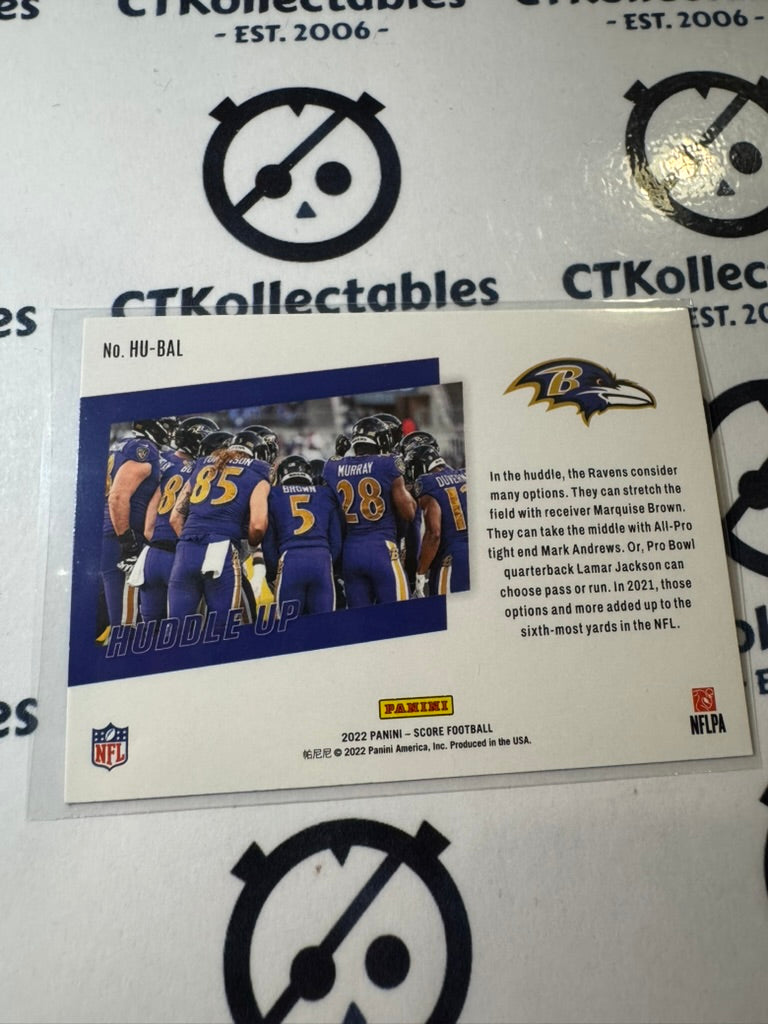 CTKollectables
- EST. 2006 -
- EST. 2006 -
CTKollectables
CTKollec
EST. 20
No. HU-BAL
B
85
BROWN
5
MURRAY
28
HUDDLE UP
In the huddle, the Ravens consider
many options. They can stretch the
field with receiver Marquise Brown.
They can take the middle with All-Pro
tight end Mark Andrews. Or, Pro Bowl
quarterback Lamar Jackson can
choose pass or run. In 2021, those
options and more added up to the
sixth-most yards in the NFL.
PANINI
NFL
2022 PANINI – SCORE FOOTBALL
帕尼尼 © 2022 Panini America, Inc. Produced in the USA.
NFLPA